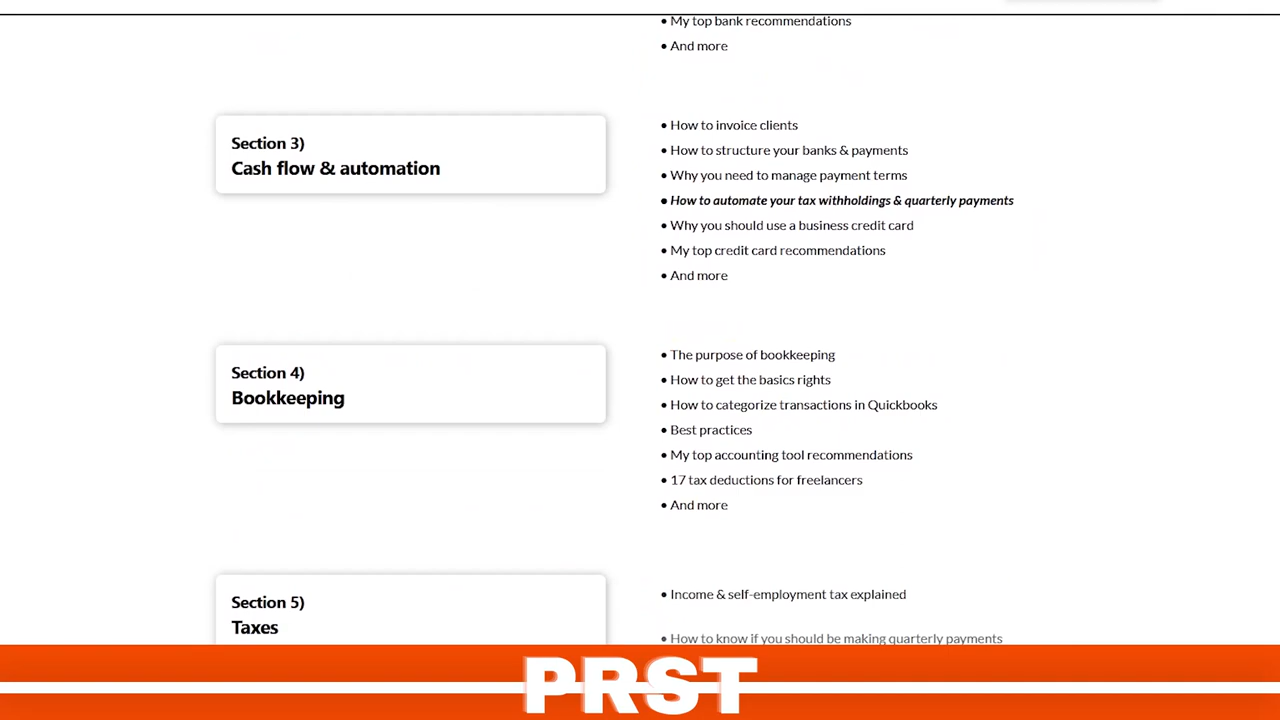 • My top bank recommendations
• And more
Section 3)
Cash flow & automation
• How to invoice clients
• How to structure your banks & payments
• Why you need to manage payment terms
• How to automate your tax withholdings & quarterly payments
• Why you should use a business credit card
• My top credit card recommendations
• And more
Section 4)
Bookkeeping
• The purpose of bookkeeping
• How to get the basics rights
• How to categorize transactions in Quickbooks
• Best practices
• My top accounting tool recommendations
• 17 tax deductions for freelancers
• And more
Section 5)
Taxes
• Income & self-employment tax explained
• How to know if you should be making quarterly payments
PRST